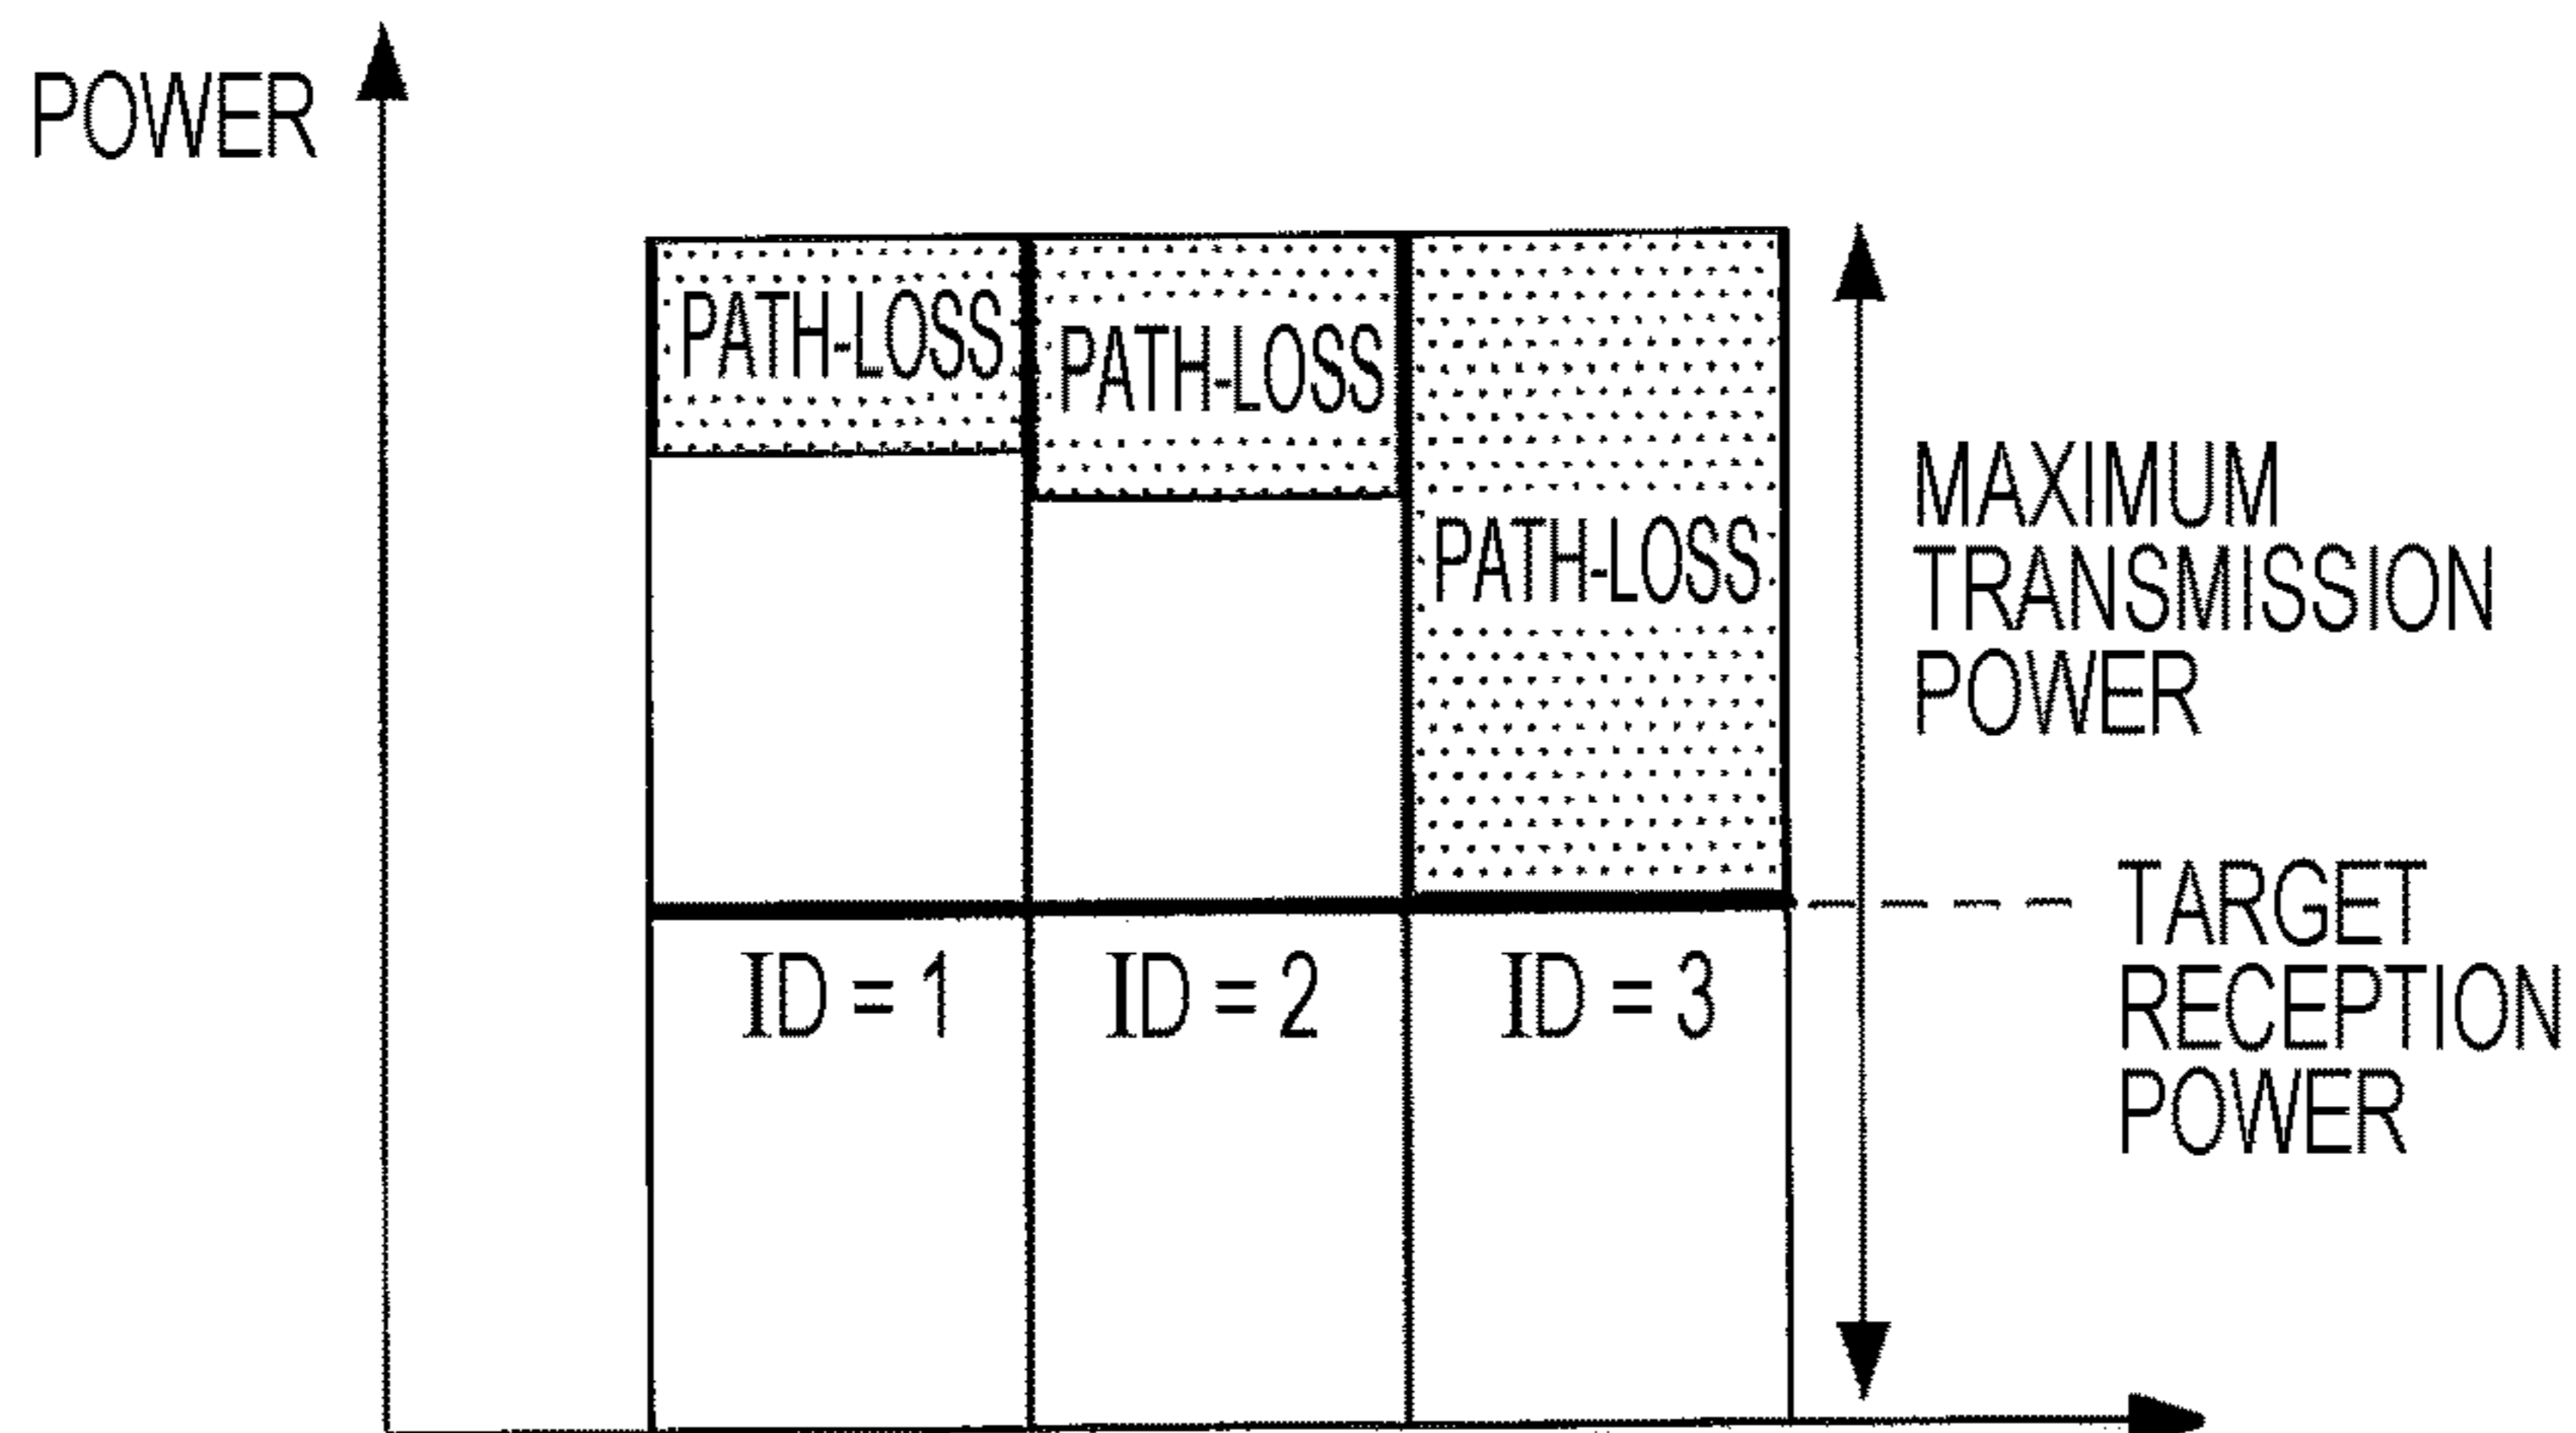 POWER
PATH-LOSS
PATH-LOSS
PATH-LOSS
MAXIMUM
TRANSMISSION
POWER
TARGET
RECEPTION
POWER
ID = 1
ID = 2
ID = 3